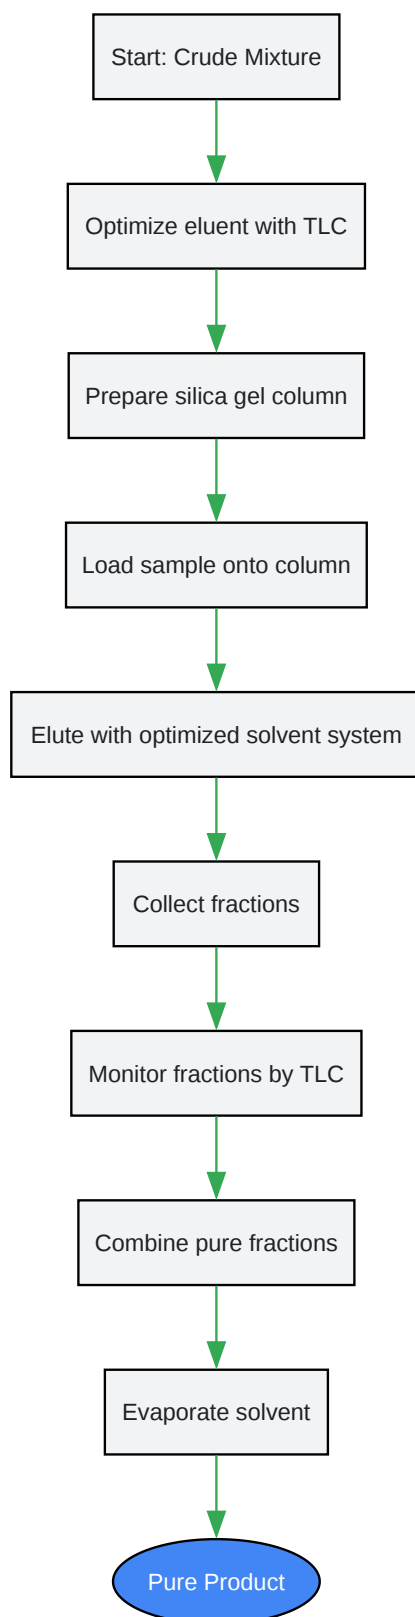 Start: Crude Mixture
Optimize eluent with TLC
Prepare silica gel column
Load sample onto column
Elute with optimized solvent system
Collect fractions
Monitor fractions by TLC
Combine pure fractions
Evaporate solvent
Pure Product